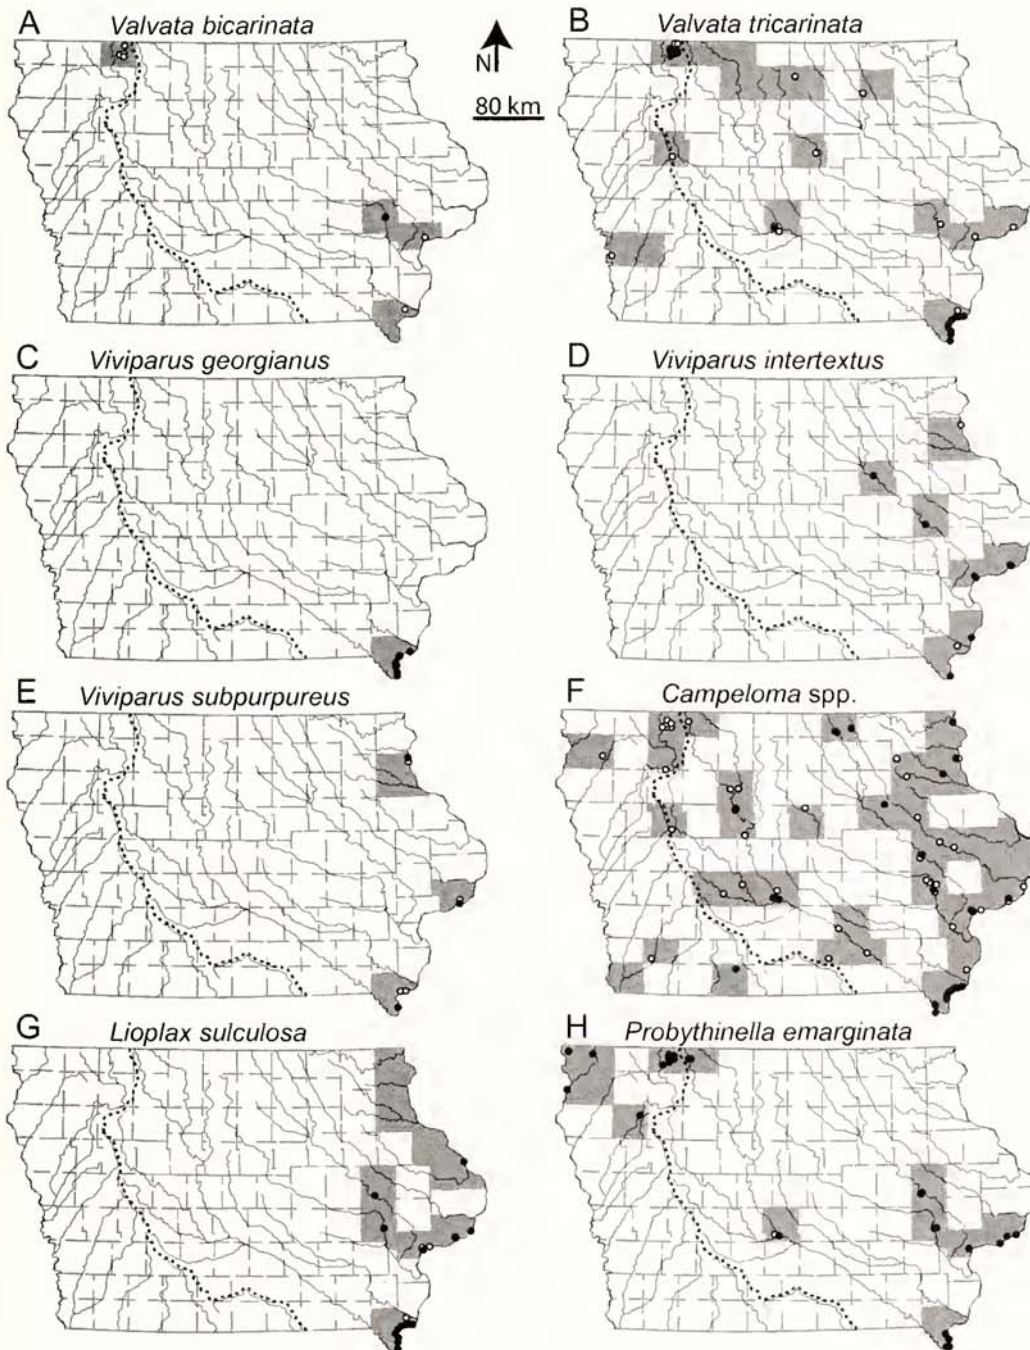 A Valvata bicarinata
N
80 km
B Valvata tricarinata
C Viviparus georgianus
D Viviparus intertextus
E Viviparus subpurpureus
F Campeloma spp.
G Lioplax sulculosa
H Probythinella emarginata